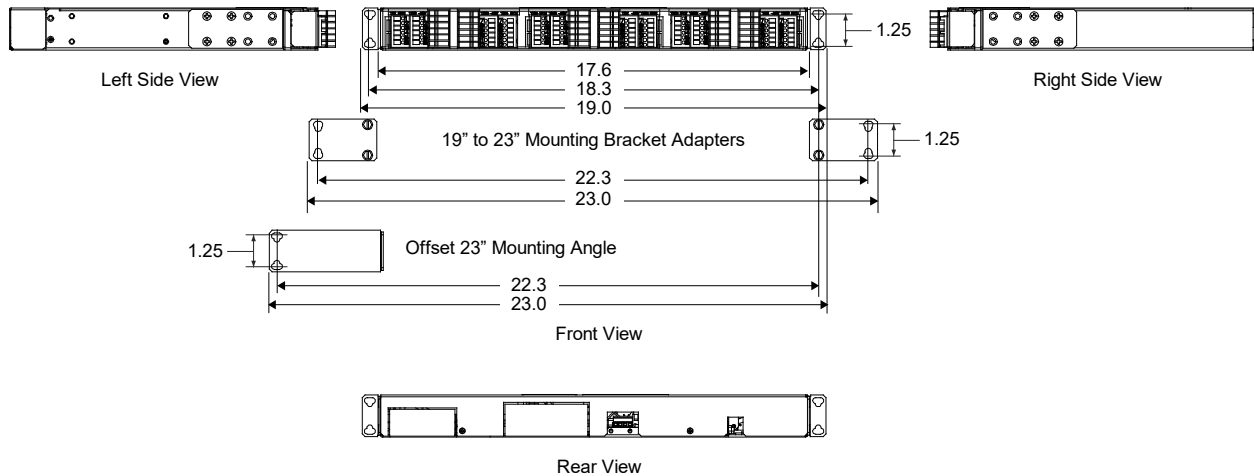 1.25
17.6
Left Side View
Right Side View
18.3
19.0
19” to 23” Mounting Bracket Adapters
1.25
22.3
23.0
1.25
Offset 23” Mounting Angle
22.3
23.0
Front View
Rear View